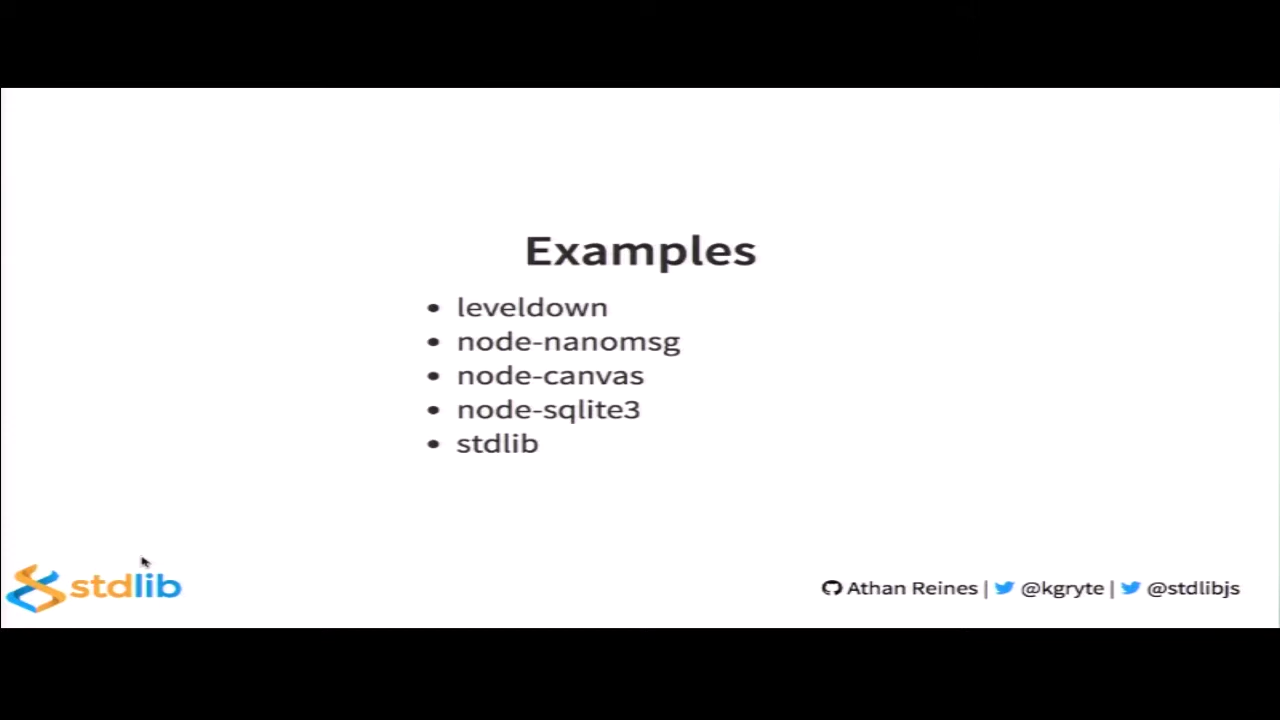 Examples
• leveldown
• node-nanomsg
• node-canvas
• node-sqlite3
• stdlib
stdlib
Athan Reines | @kgryte | @stdlibjs